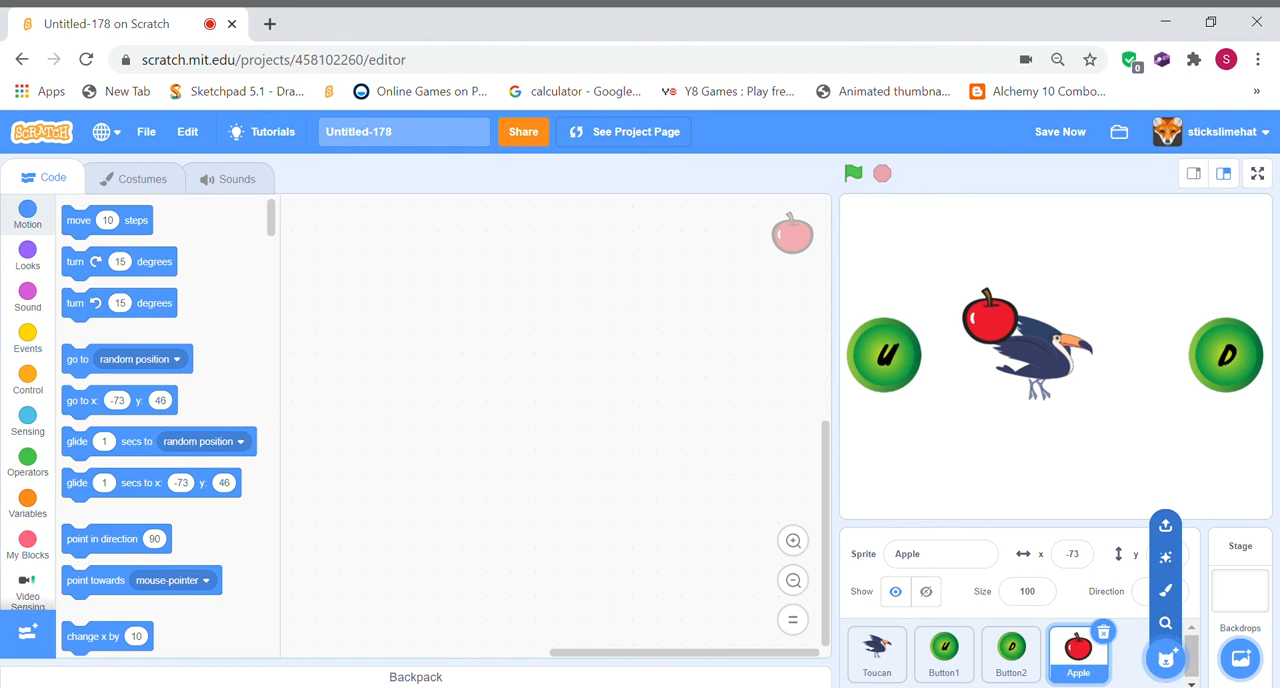 Untitled-178 on Scratch
scratch.mit.edu/projects/458102260/editor
0
S
Apps
New Tab
Sketchpad 5.1 - Dra...
Online Games on P...
calculator - Google...
Y8 Games : Play fre...
Animated thumbna...
Alchemy 10 Combo...
»
SCRATCH
File
Edit
Tutorials
Untitled-178
Share
See Project Page
Save Now
stickslimehat
Code
Costumes
Sounds
Motion
Looks
Sound
Events
Control
Sensing
Operators
Variables
My Blocks
Video
Sensing
move 10 steps
turn 15 degrees
turn 15 degrees
go to random position
go to x: -73 y: 46
glide 1 secs to random position
glide 1 secs to x: -73 y: 46
point in direction 90
point towards mouse-pointer
change x by 10
U
D
Sprite Apple x -73 y
Show Size 100 Direction
Toucan
U
Button1
D
Button2
Apple
Stage
Backdrops
Backpack